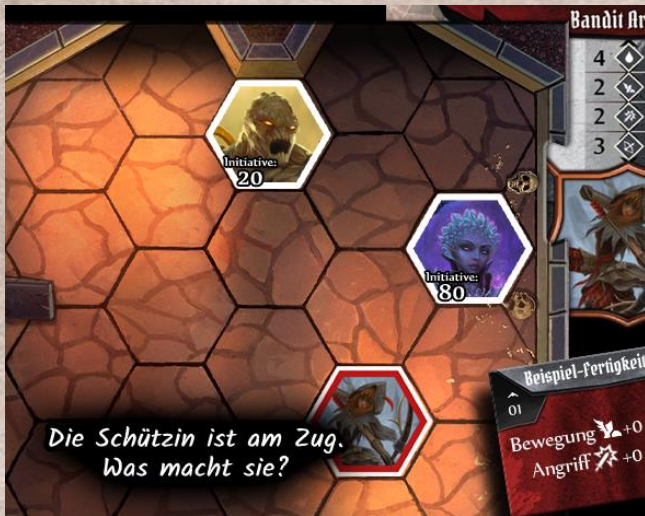 Bandit Ar
4
2
2
3
Initiative:
20
Initiative:
80
Beispiel-Fertigkeit
01
Bewegung +0
Angriff +0
Die Schützin ist am Zug.
Was macht sie?